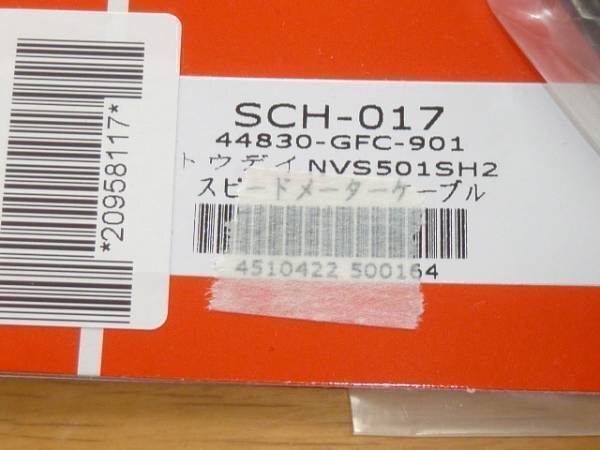 SCH-017
44830-GFC-901
トゥデイ NVS501SH2
スピードメーターケーブル
4510422 500164
*20958117*